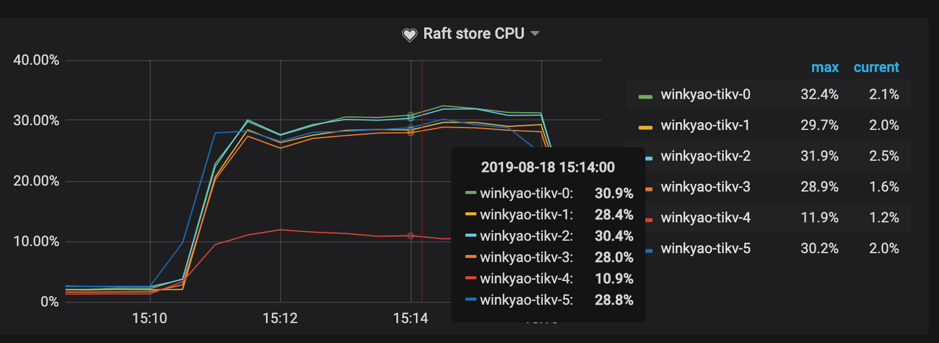 Raft store CPU
40.00%
30.00%
20.00%
10.00%
0%
15:10
15:12
15:14
2019-08-18 15:14:00
winkyao-tikv-0: 30.9%
winkyao-tikv-1: 28.4%
winkyao-tikv-2: 30.4%
winkyao-tikv-3: 28.0%
winkyao-tikv-4: 10.9%
winkyao-tikv-5: 28.8%
max current
winkyao-tikv-0 32.4% 2.1%
winkyao-tikv-1 29.7% 2.0%
winkyao-tikv-2 31.9% 2.5%
winkyao-tikv-3 28.9% 1.6%
winkyao-tikv-4 11.9% 1.2%
winkyao-tikv-5 30.2% 2.0%